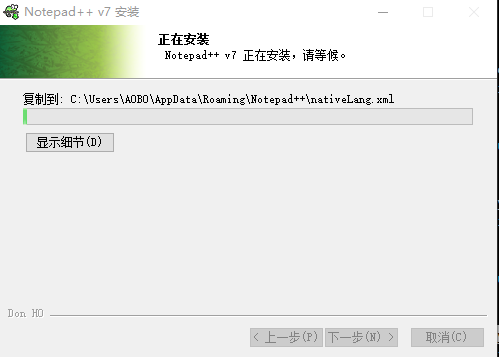 Notepad++ v7 安装
正在安装
Notepad++ v7 正在安装，请等候。
复制到: C:\Users\AOBO\AppData\Roaming\Notepad++\nativeLang.xml
显示细节(D)
Don HO
< 上一步(P) 下一步(N) > 取消(C)